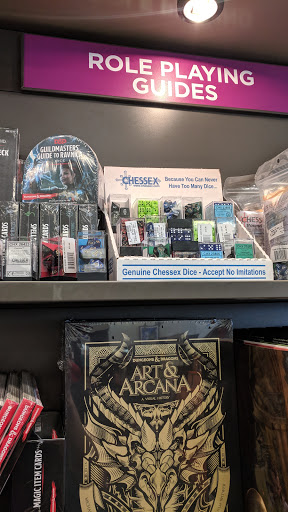 ROLE PLAYING
GUIDES
GUILDMASTERS'
GUIDE TO RAVNICA
CHESSEX
Because You Can Never
Have Too Many Dice...
Genuine Chessex Dice - Accept No Imitations
DUNGEONS & DRAGONS
ART &
ARCANA
A VISUAL HISTORY
MAGIC ITEM CARDS